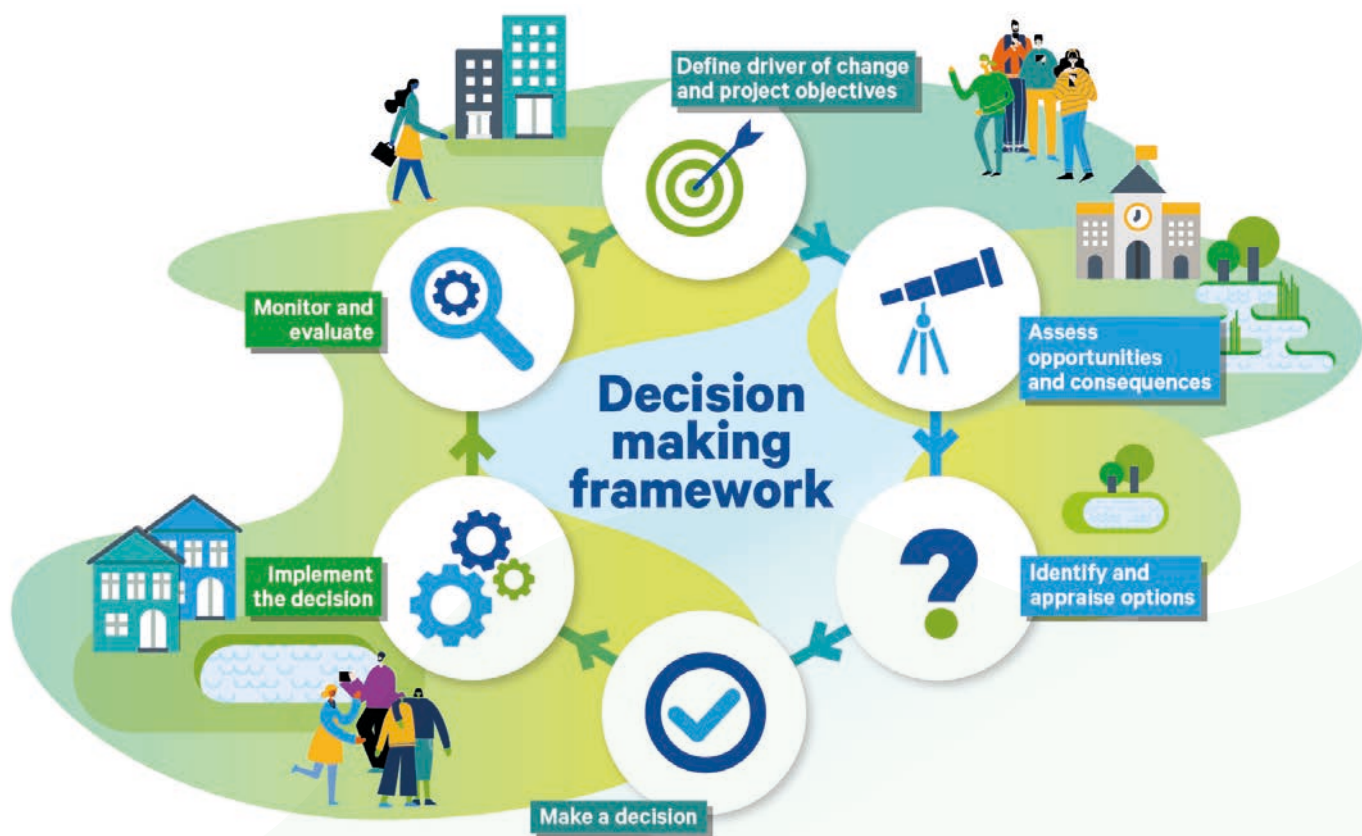 Define driver of change
and project objectives
Assess
opportunities
and consequences
Identify and
appraise options
Make a decision
Implement
the decision
Monitor and
evaluate
Decision
making
framework